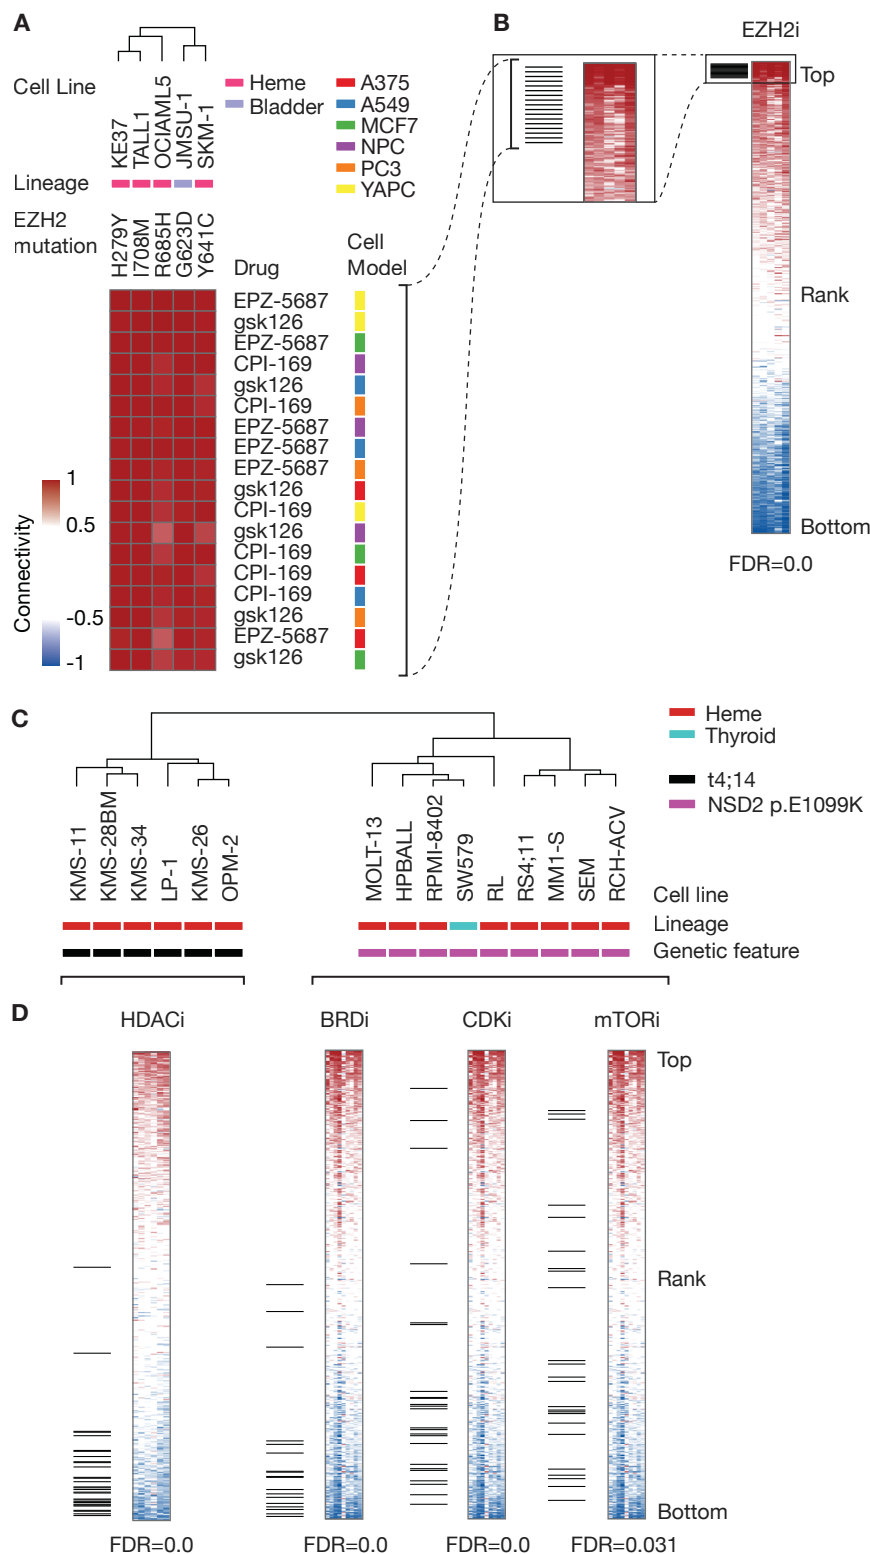 A
B
EZH2i
Cell Line
KE37
TALL1
OCIAML5
JMSU-1
SKM-1
Heme
Bladder
A375
A549
MCF7
NPC
PC3
YAPC
Top
Lineage
EZH2
mutation
H279Y
I708M
R685H
G623D
Y641C
Drug
Cell
Model
EPZ-5687
gsk126
EPZ-5687
CPI-169
gsk126
CPI-169
EPZ-5687
EPZ-5687
EPZ-5687
gsk126
CPI-169
gsk126
CPI-169
CPI-169
CPI-169
gsk126
EPZ-5687
gsk126
Rank
Bottom
FDR=0.0
Connectivity
1
0.5
-0.5
-1
C
Heme
Thyroid
t4;14
NSD2 p.E1099K
KMS-11
KMS-28BM
KMS-34
LP-1
KMS-26
OPM-2
MOLT-13
HPBALL
RPMI-8402
SW579
RL
RS4;11
MM1-S
SEM
RCH-ACV
Cell line
Lineage
Genetic feature
D
HDACi
BRDi
CDKi
mTORi
Top
Rank
Bottom
FDR=0.0
FDR=0.0
FDR=0.0
FDR=0.031